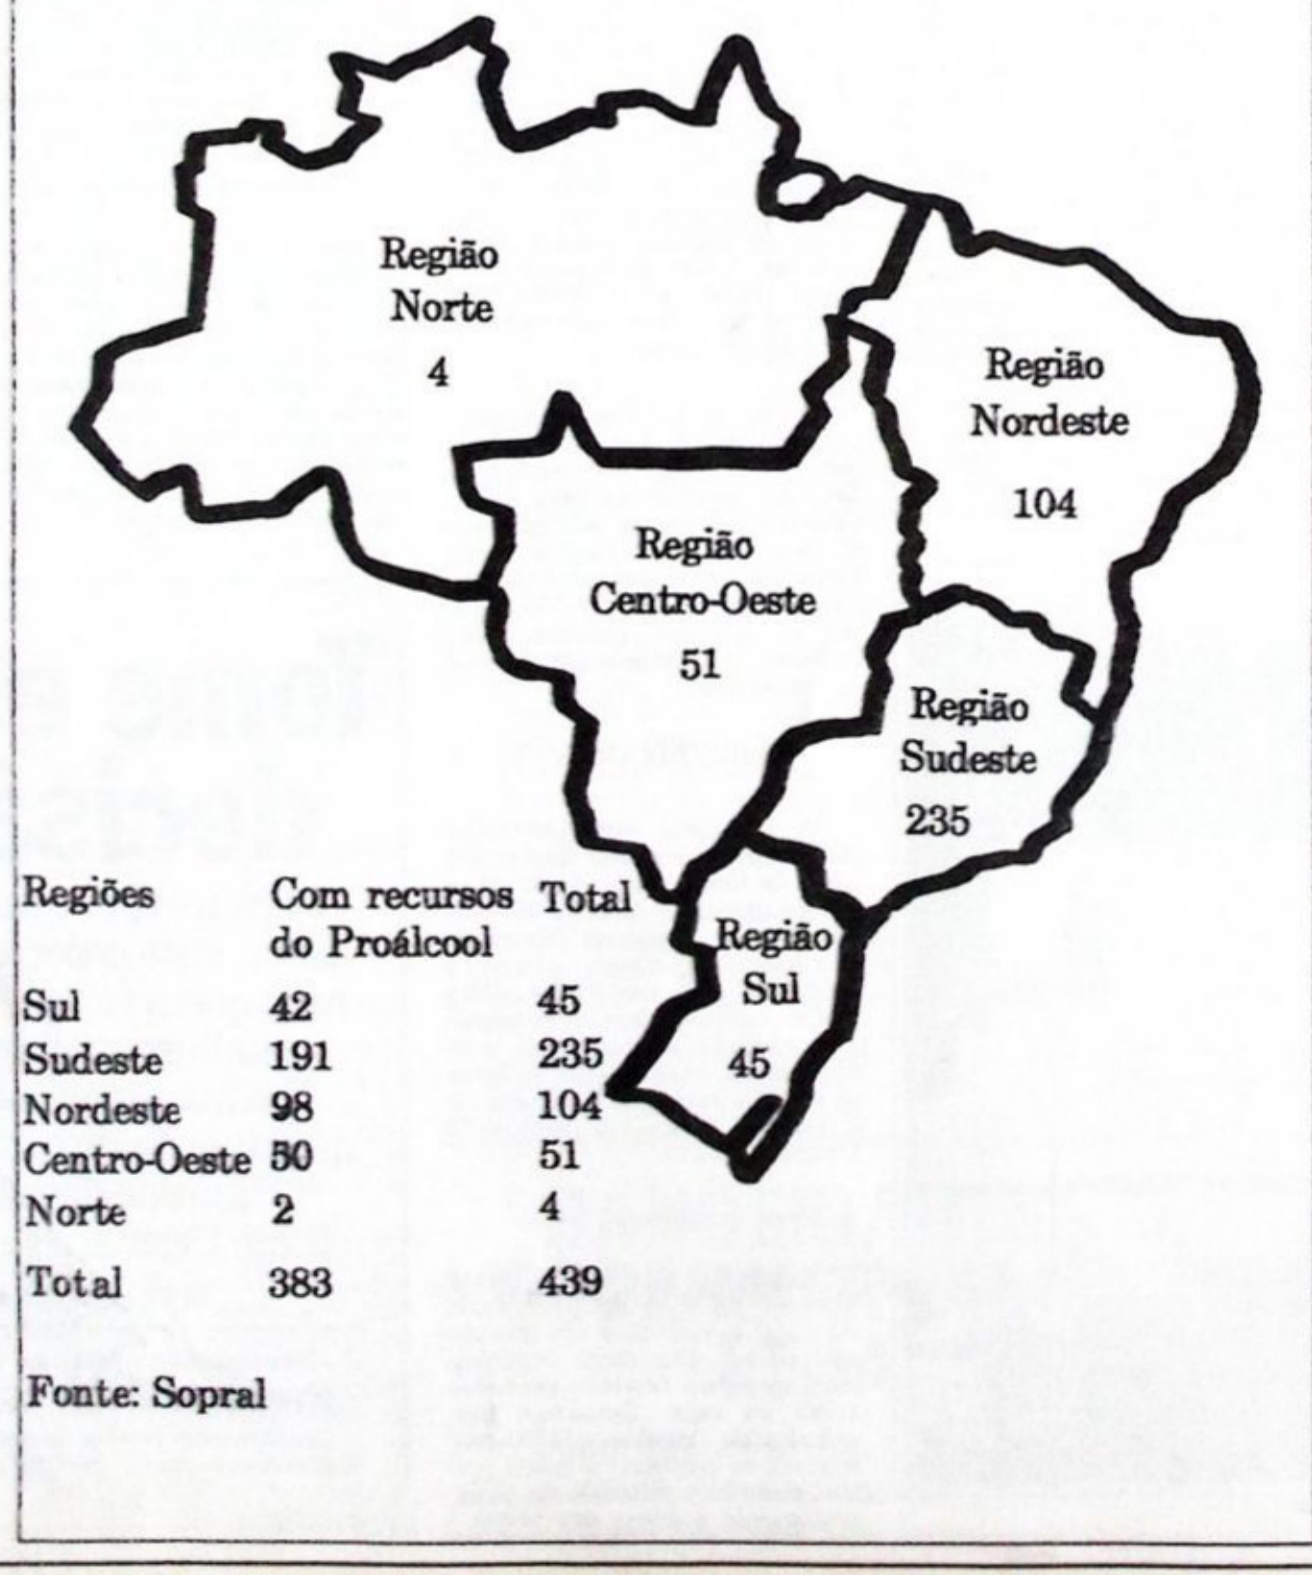 Região
Norte
4
Região
Nordeste
104
Região
Centro-Oeste
51
Região
Sudeste
235
Região
Sul
45
Regiões Com recursos Total
do Proálcool
Sul 42 45
Sudeste 191 235
Nordeste 98 104
Centro-Oeste 50 51
Norte 2 4
Total 383 439
Fonte: Sopral